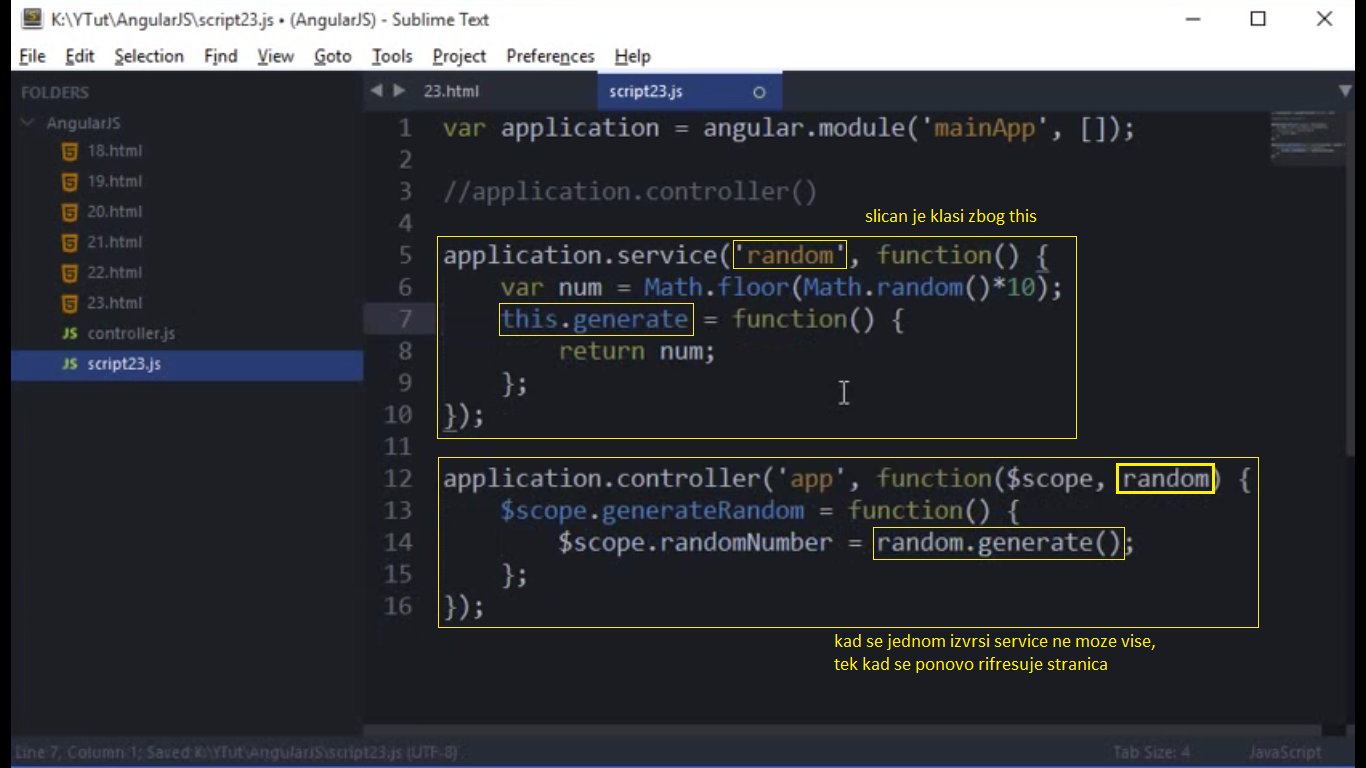 K:\YTut\AngularJS\script23.js • (AngularJS) - Sublime Text
File Edit Selection Find View Goto Tools Project Preferences Help
FOLDERS
AngularJS
18.html
19.html
20.html
21.html
22.html
23.html
JS controller.js
JS script23.js
23.html script23.js
1 var application = angular.module('mainApp', []);
2
3 //application.controller()
4
slican je klasi zbog this
5 application.service('random', function() {
6 var num = Math.floor(Math.random()*10);
7 this.generate = function() {
8 return num;
9 };
10 });
11
12 application.controller('app', function($scope, random) {
13 $scope.generateRandom = function() {
14 $scope.randomNumber = random.generate();
15 };
16 });
kad se jednom izvrsi service ne moze vise,
tek kad se ponovo rifresuje stranica
Line 7, Column 1; Saved K:\YTut\AngularJS\script23.js (UTF-8) Tab Size: 4 JavaScript